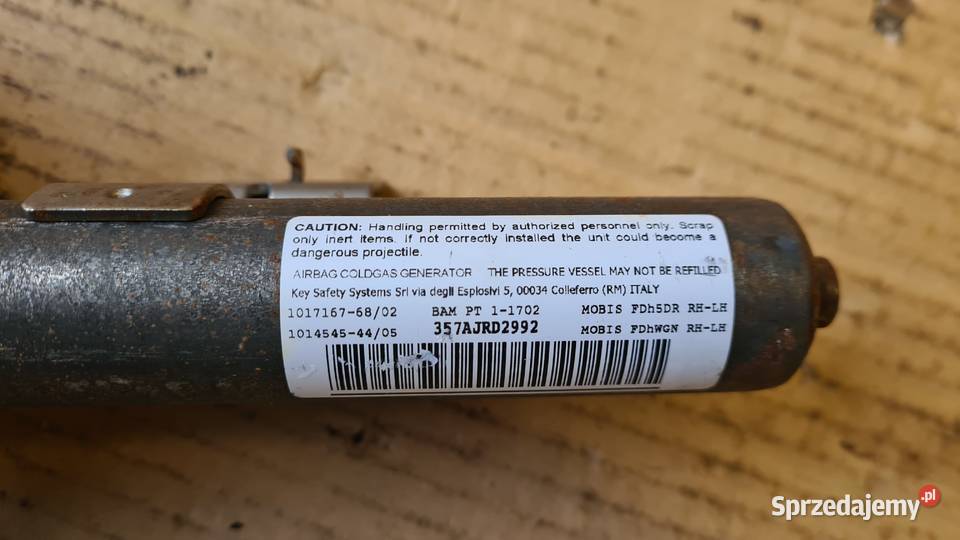 CAUTION: Handling permitted by authorized personnel only. Scrap
only inert items. If not correctly installed the unit could become a
dangerous projectile.
AIRBAG COLDGAS GENERATOR THE PRESSURE VESSEL MAY NOT BE REFILLED
Key Safety Systems Srl via degli Esplosivi 5, 00034 Colleferro (RM) ITALY
1017167-68/02 BAM PT 1-1702 MOBIS FDh5DR RH-LH
1014545-44/05 357AJRD2992 MOBIS FDhWGN RH-LH
Sprzedajemy.pl